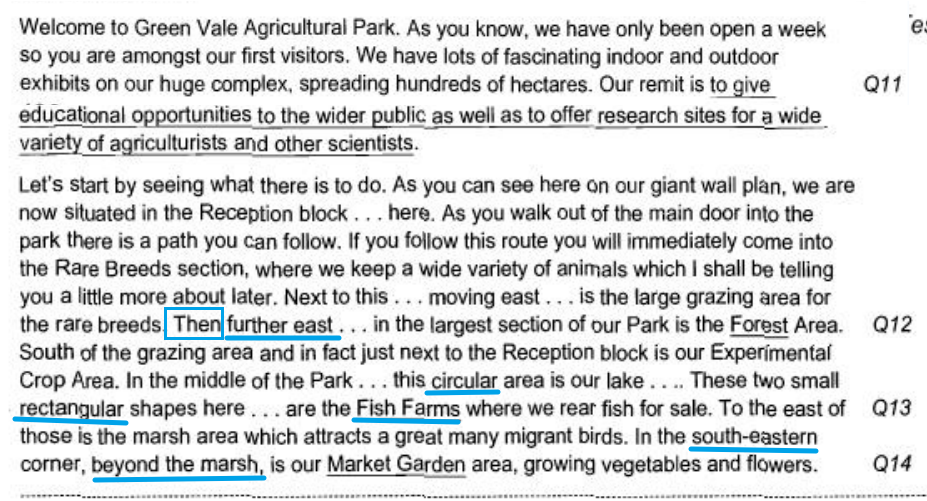 Welcome to Green Vale Agricultural Park. As you know, we have only been open a week
so you are amongst our first visitors. We have lots of fascinating indoor and outdoor
exhibits on our huge complex, spreading hundreds of hectares. Our remit is to give Q11
educational opportunities to the wider public as well as to offer research sites for a wide
variety of agriculturists and other scientists.
Let's start by seeing what there is to do. As you can see here on our giant wall plan, we are
now situated in the Reception block . . . here. As you walk out of the main door into the
park there is a path you can follow. If you follow this route you will immediately come into
the Rare Breeds section, where we keep a wide variety of animals which I shall be telling
you a little more about later. Next to this . . . moving east . . . is the large grazing area for
the rare breeds. Then further east . . . in the largest section of our Park is the Forest Area. Q12
South of the grazing area and in fact just next to the Reception block is our Experimental
Crop Area. In the middle of the Park . . . this circular area is our lake . . .. These two small
rectangular shapes here . . . are the Fish Farms where we rear fish for sale. To the east of Q13
those is the marsh area which attracts a great many migrant birds. In the south-eastern
corner, beyond the marsh, is our Market Garden area, growing vegetables and flowers. Q14